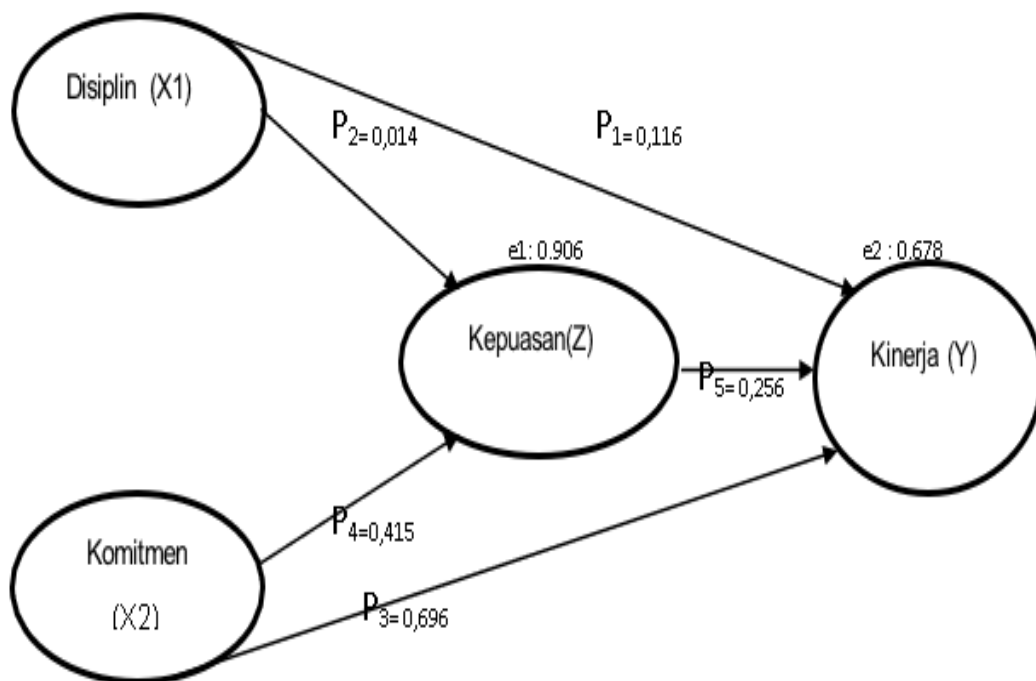 Disiplin (X1)
P2=0,014
P1=0,116
e1: 0.906
e2 : 0.678
Kepuasan(Z)
Kinerja (Y)
P5=0,256
P4=0,415
Komitmen
(X2)
P3=0,696